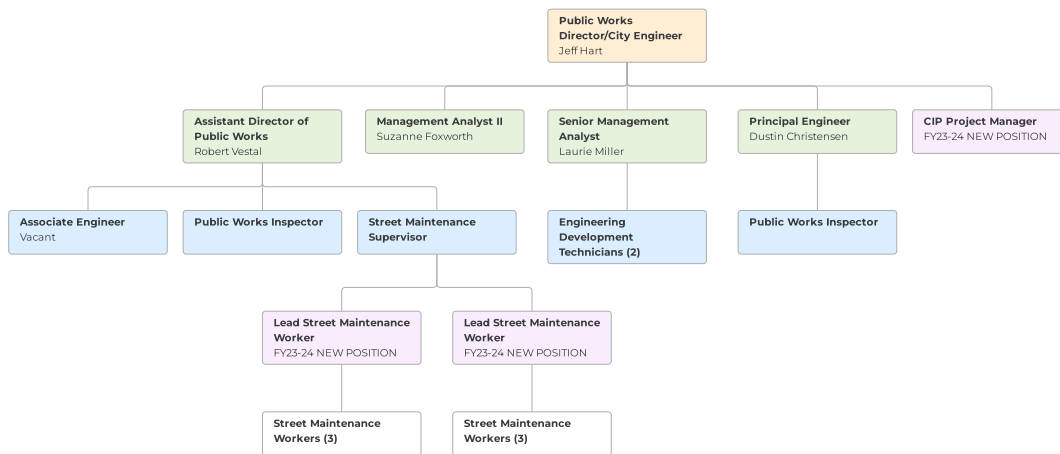 Public Works
Director/City Engineer
Jeff Hart
Assistant Director of
Public Works
Robert Vestal
Management Analyst II
Suzanne Foxworth
Senior Management
Analyst
Laurie Miller
Principal Engineer
Dustin Christensen
CIP Project Manager
FY23-24 NEW POSITION
Associate Engineer
Vacant
Public Works Inspector
Street Maintenance
Supervisor
Engineering
Development
Technicians (2)
Public Works Inspector
Lead Street Maintenance
Worker
FY23-24 NEW POSITION
Lead Street Maintenance
Worker
FY23-24 NEW POSITION
Street Maintenance
Workers (3)
Street Maintenance
Workers (3)